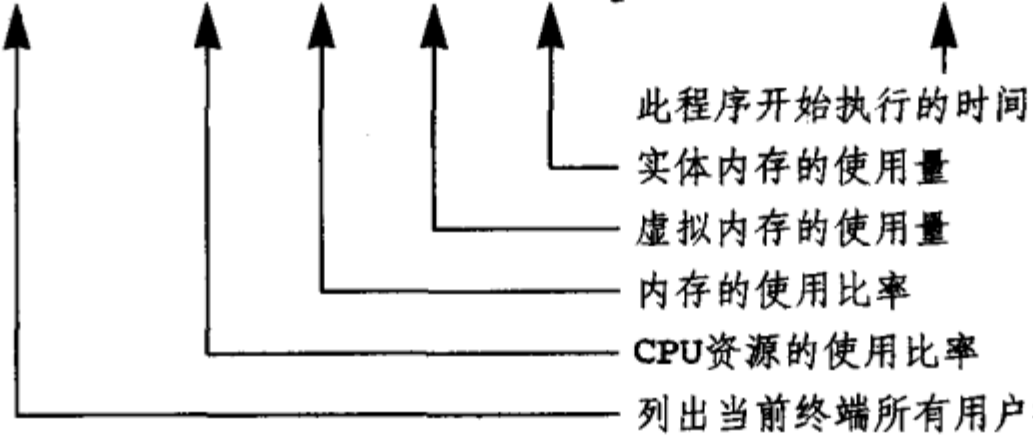 此程序开始执行的时间
实体内存的使用量
虚拟内存的使用量
内存的使用比率
CPU资源的使用比率
列出当前终端所有用户